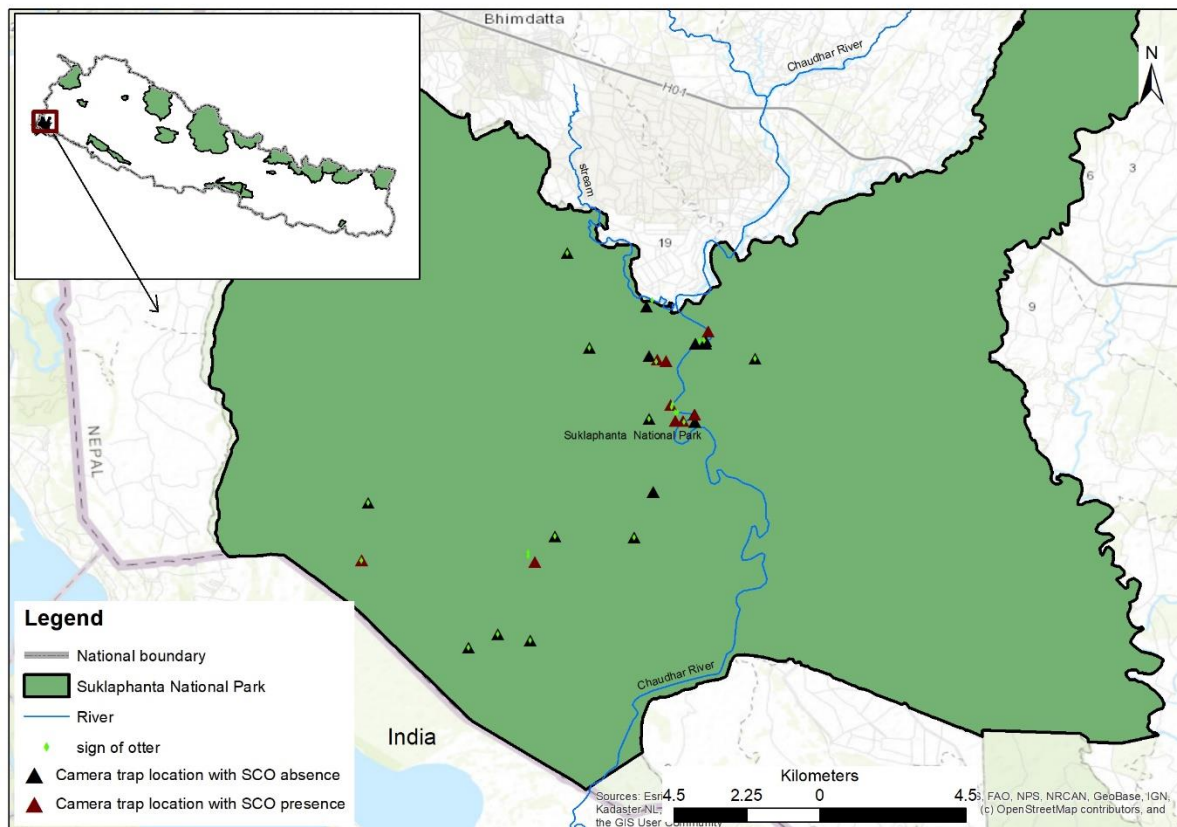 Bhimdatta
Chaudhar River
H01
N
stream
19
6
3
9
NEPAL
Suklaphanta National Park
Chaudhar River
India
Legend
National boundary
Suklaphanta National Park
River
sign of otter
Camera trap location with SCO absence
Camera trap location with SCO presence
Kilometers
4.5 2.25 0 4.5
Sources: Esri, FAO, NPS, NRCAN, GeoBase, IGN,
Kadaster NL, (c) OpenStreetMap contributors, and
the GIS User Community